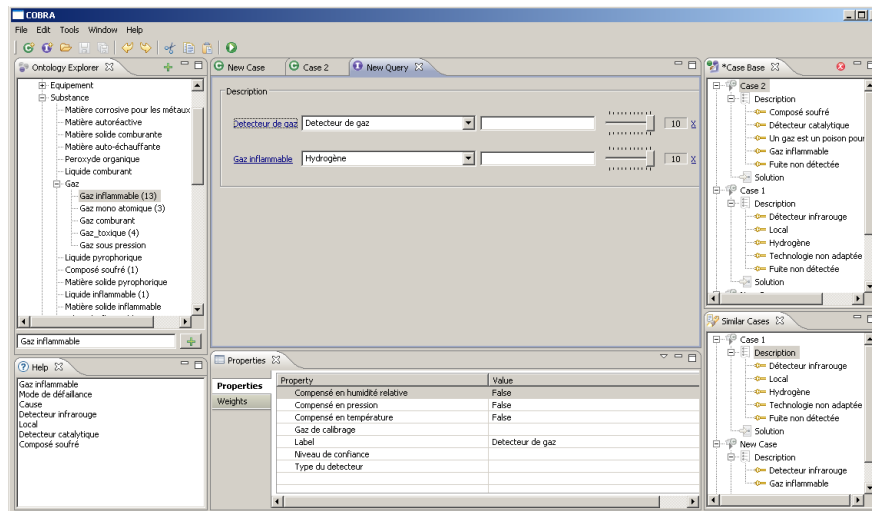 COBRA
File Edit Tools Window Help
Ontology Explorer
Equipement
Substance
Matière corrosive pour les métaux
Matière autoréactive
Matière solide comburante
Matière auto-échauffante
Peroxyde organique
Liquide comburant
Gaz
Gaz inflammable (13)
Gaz mono atomique (3)
Gaz comburant
Gaz_toxique (4)
Gaz sous pression
Liquide pyrophorique
Composé soufré (1)
Matière solide pyrophorique
Liquide inflammable (1)
Matière solide inflammable
Gaz inflammable
Help
Gaz inflammable
Mode de défaillance
Cause
Detecteur infrarouge
Local
Detecteur catalytique
Composé soufré
New Case Case 2 New Query
Description
Détecteur de gaz Detecteur de gaz 10 X
Gaz inflammable Hydrogène 10 X
Properties
Properties
Weights
Property Value
Compensé en humidité relative False
Compensé en pression False
Compensé en température False
Gaz de calibrage
Label Detecteur de gaz
Niveau de confiance
Type du detecteur
*Case Base
Case 2
Description
Composé soufré
Détecteur catalytique
Un gaz est un poison pour
Gaz inflammable
Fuite non détectée
Solution
Case 1
Description
Détecteur infrarouge
Local
Hydrogène
Technologie non adaptée
Fuite non détectée
Solution
Similar Cases
Case 1
Description
Détecteur infrarouge
Local
Hydrogène
Technologie non adaptée
Fuite non détectée
Solution
New Case
Description
Detecteur infrarouge
Gaz inflammable